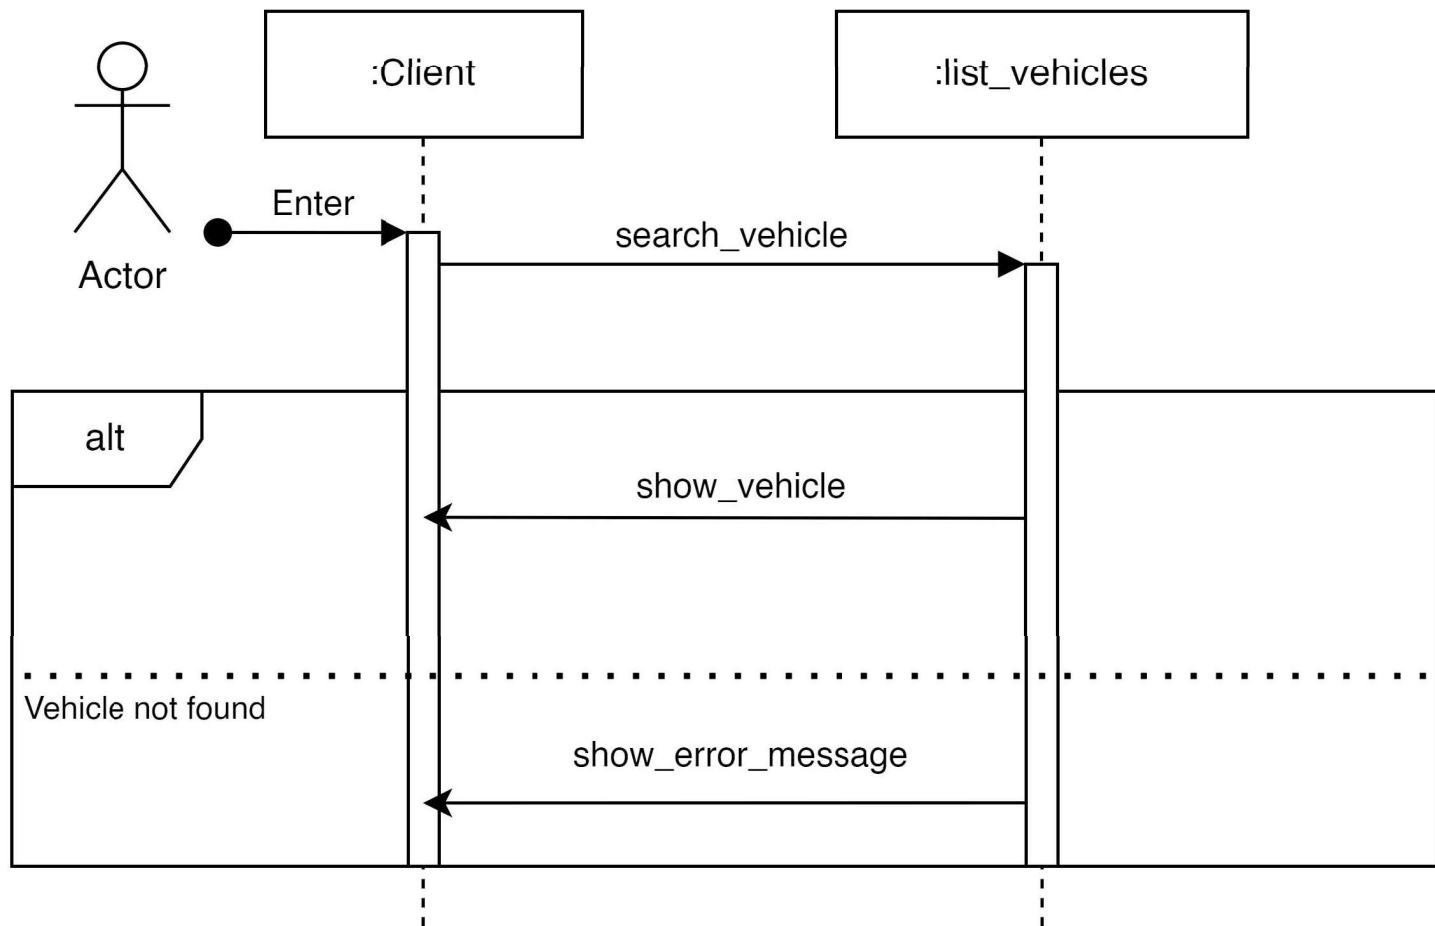 :Client
:list_vehicles
Enter
Actor
search_vehicle
alt
show_vehicle
Vehicle not found
show_error_message